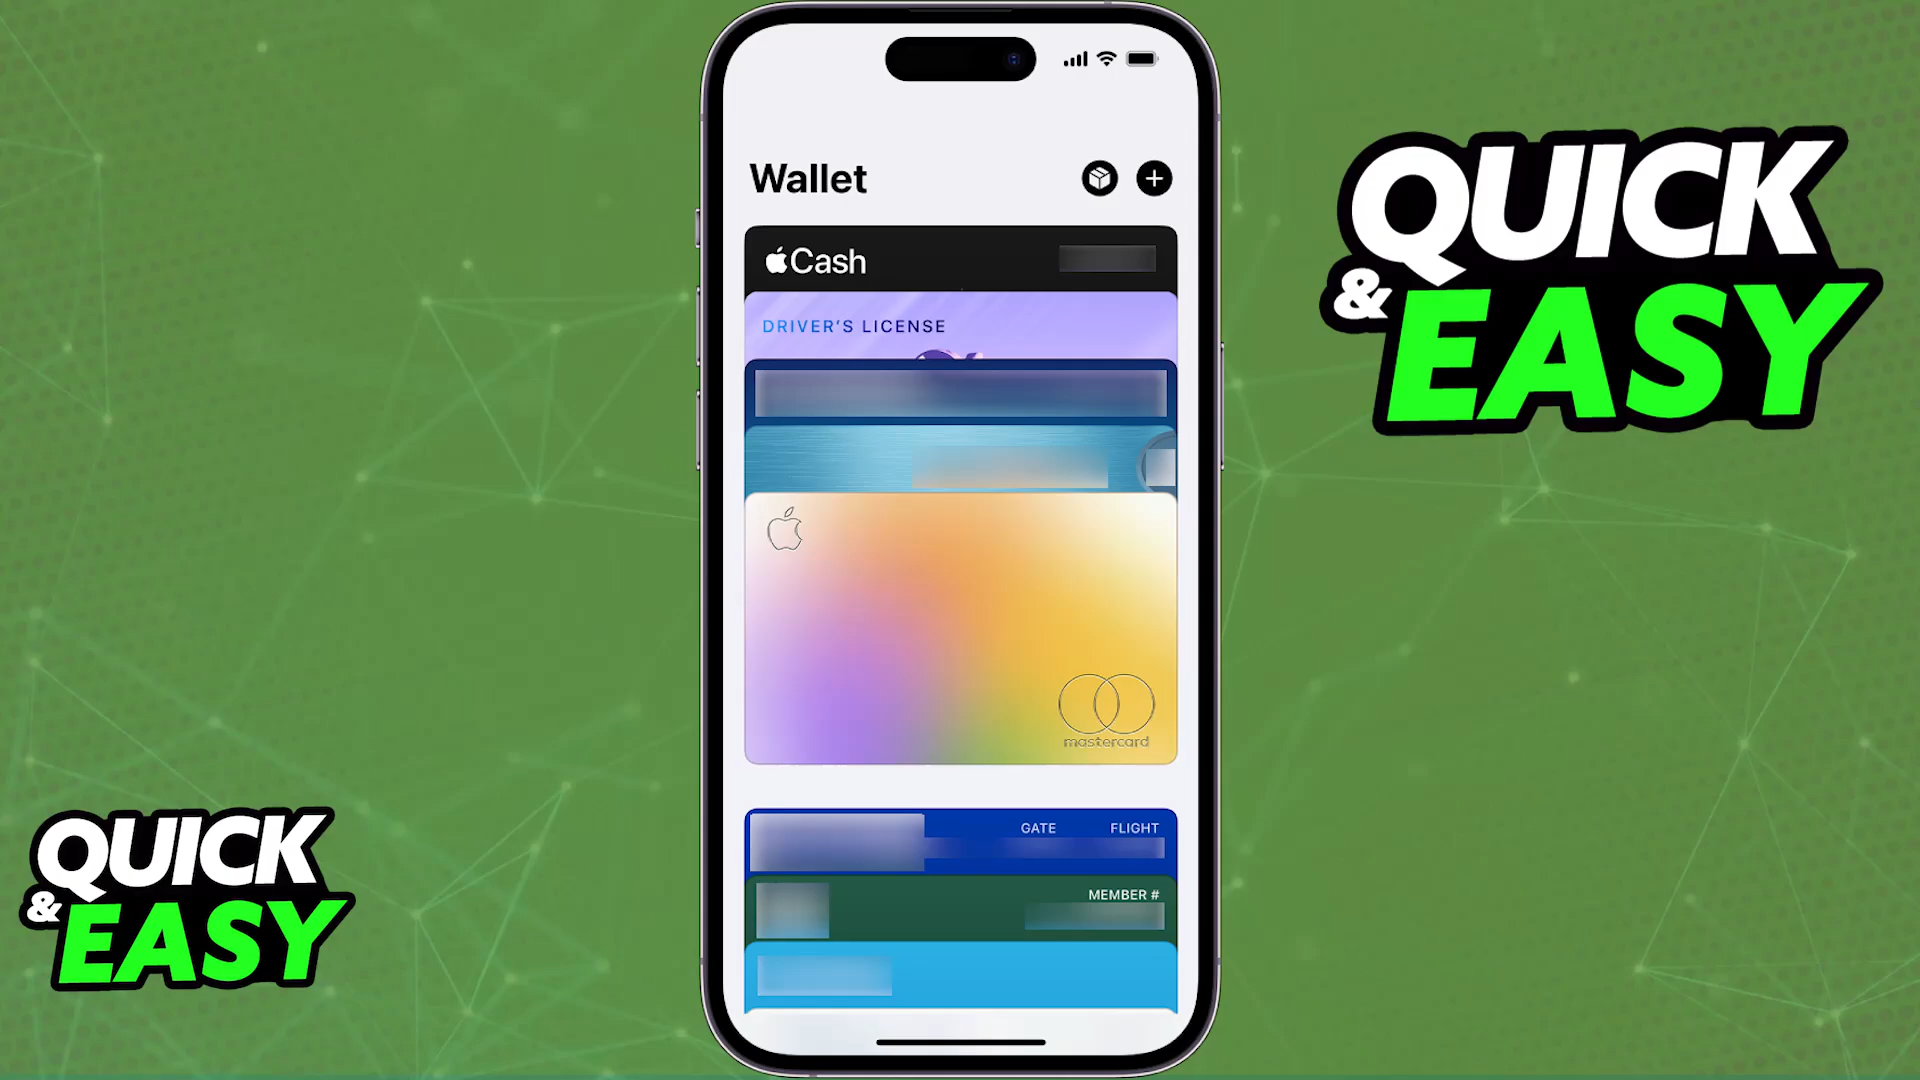 Wallet
Cash
DRIVER'S LICENSE
mastercard
GATE FLIGHT
MEMBER #
QUICK
& EASY
QUICK
& EASY